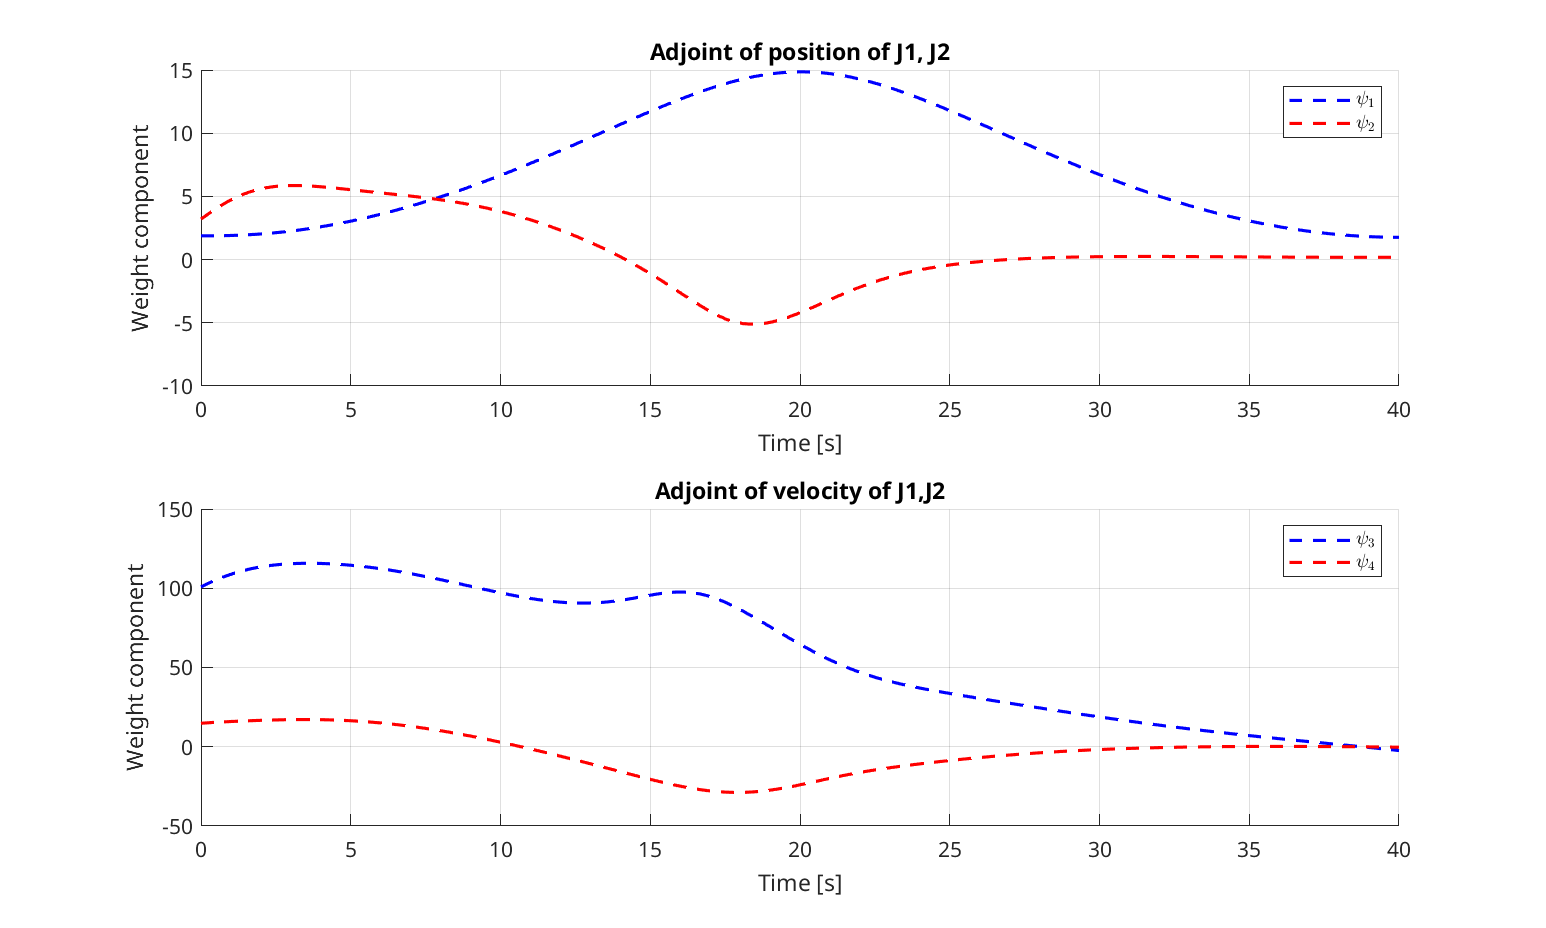 Adjoint of position of J1, J2
15
10
5
0
-5
-10
Weight component
ψ₁
ψ₂
0 5 10 15 20 25 30 35 40
Time [s]
Adjoint of velocity of J1,J2
150
100
50
0
-50
Weight component
ψ₃
ψ₄
0 5 10 15 20 25 30 35 40
Time [s]